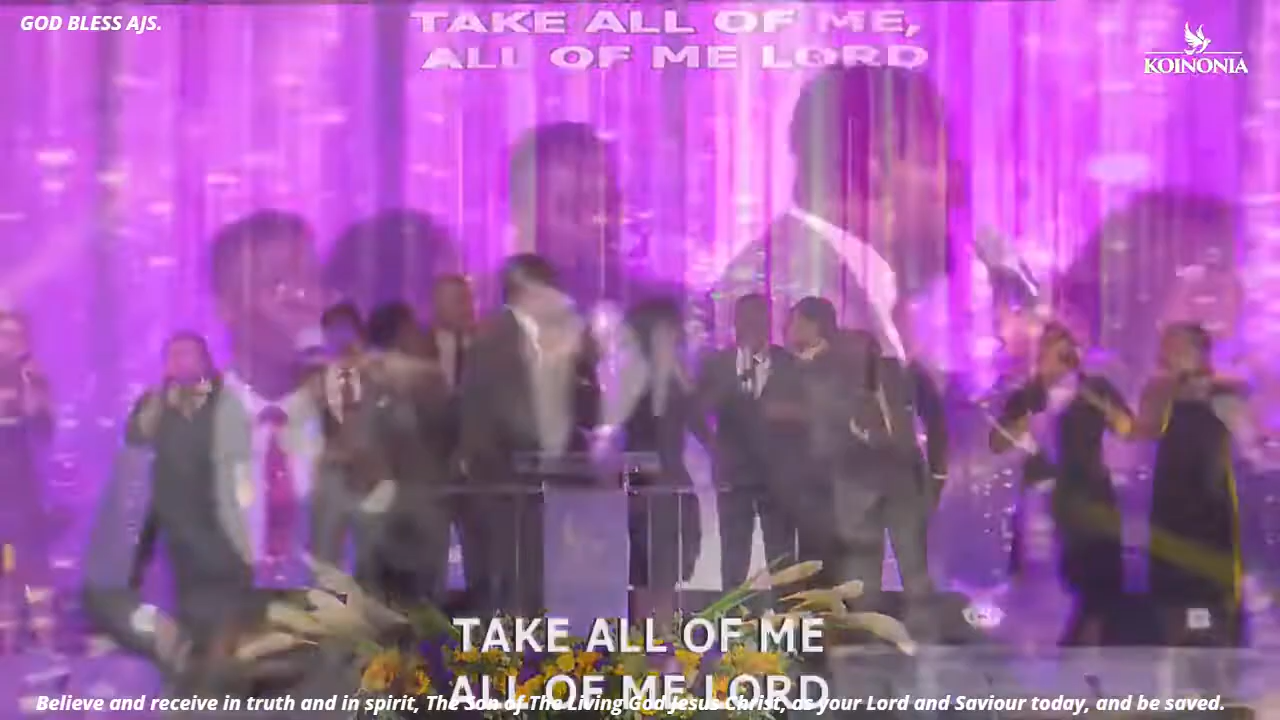 GOD BLESS AJS.
TAKE ALL OF ME,
ALL OF ME LORD
KOINONIA
TAKE ALL OF ME
ALL OF ME LORD
Believe and receive in truth and in spirit, The Son of The Living God Jesus Christ, as your Lord and Saviour today, and be saved.